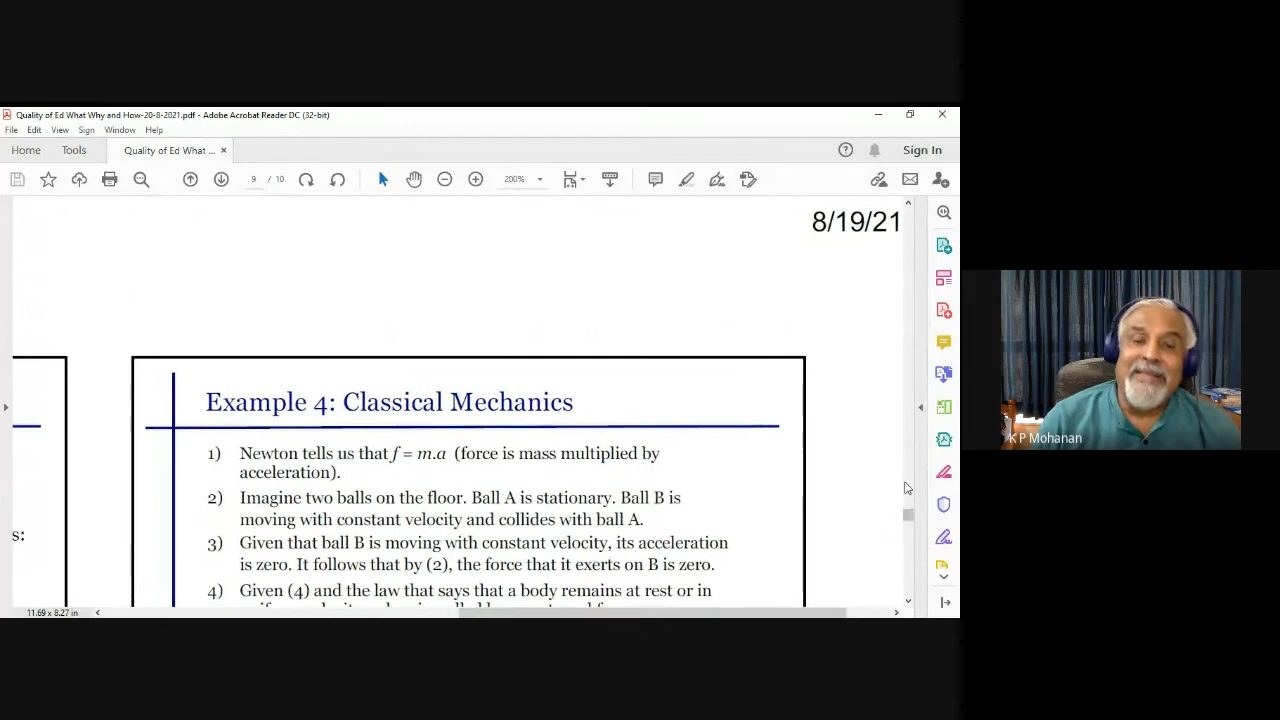 Quality of Ed What Why and How-20-8-2021.pdf - Adobe Acrobat Reader DC (32-bit)
File Edit View Sign Window Help
Home Tools Quality of Ed What ... × Sign In
9 / 10 200%
8/19/21
Example 4: Classical Mechanics
1) Newton tells us that f = m.a (force is mass multiplied by
acceleration).
2) Imagine two balls on the floor. Ball A is stationary. Ball B is
moving with constant velocity and collides with ball A.
s:
3) Given that ball B is moving with constant velocity, its acceleration
is zero. It follows that by (2), the force that it exerts on B is zero.
4) Given (4) and the law that says that a body remains at rest or in
11.69 x 8.27 in
K P Mohanan